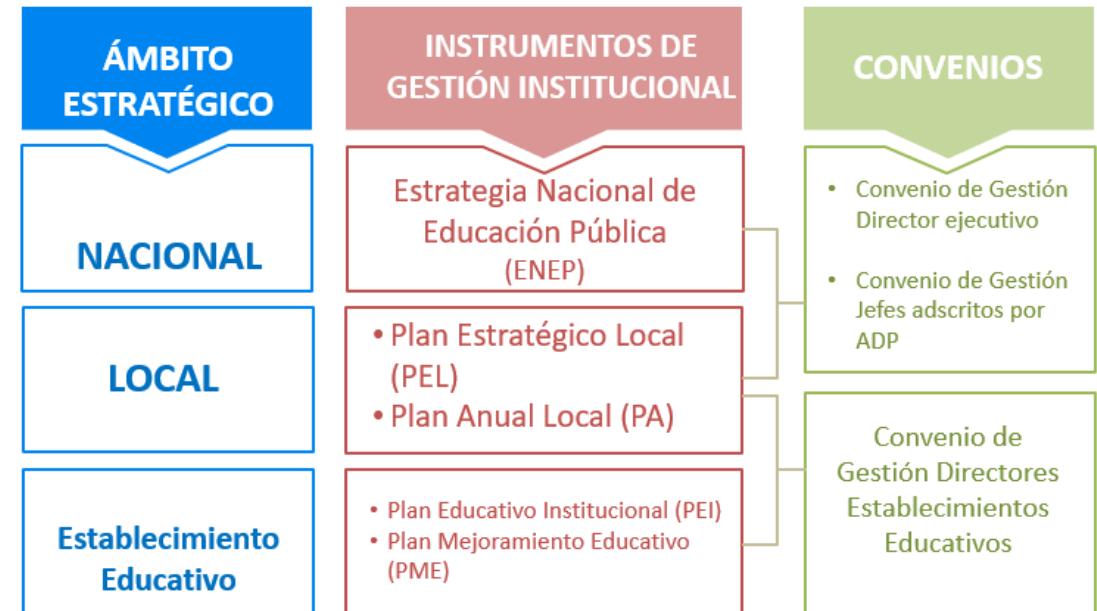 ÁMBITO
ESTRATÉGICO
INSTRUMENTOS DE
GESTIÓN INSTITUCIONAL
CONVENIOS
NACIONAL
Estrategia Nacional de
Educación Pública
(ENEP)
• Convenio de Gestión
Director ejecutivo
• Convenio de Gestión
Jefes adscritos por
ADP
LOCAL
• Plan Estratégico Local
(PEL)
• Plan Anual Local (PA)
Convenio de
Gestión Directores
Establecimientos
Educativos
Establecimiento
Educativo
• Plan Educativo Institucional (PEI)
• Plan Mejoramiento Educativo
(PME)